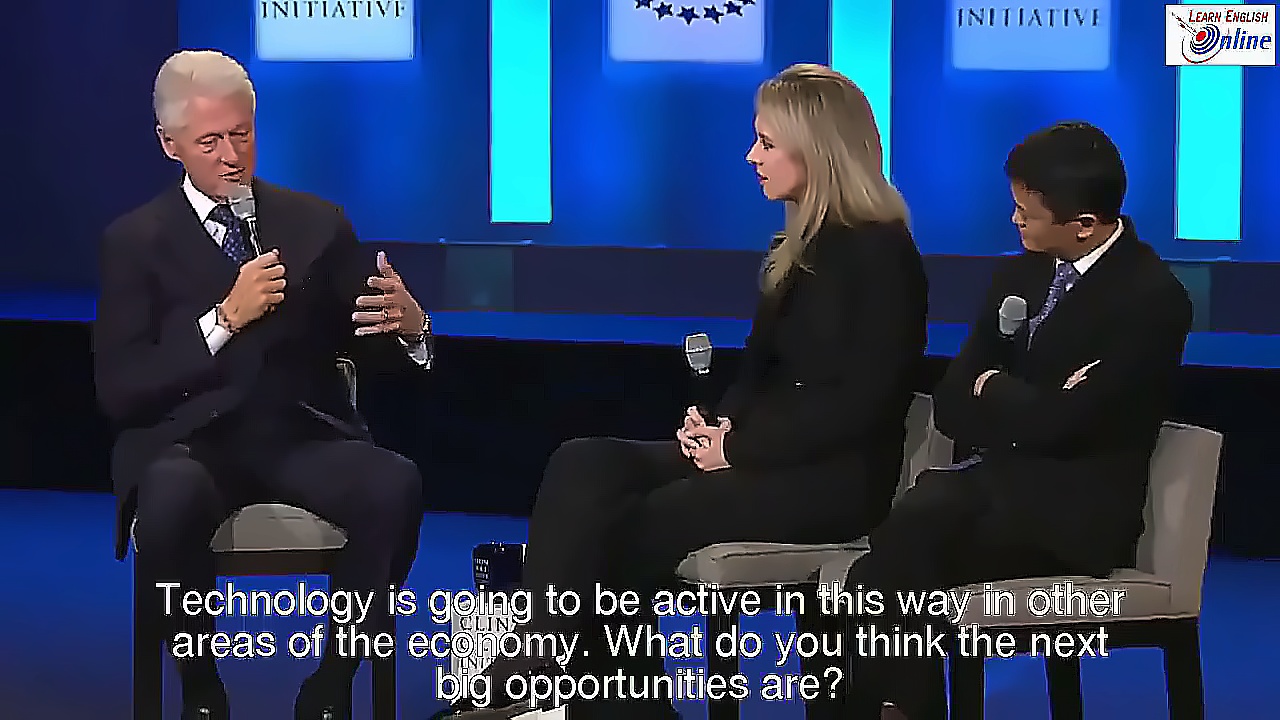 INITIATIVE
INITIATIVE
LEARN ENGLISH
Online
Technology is going to be active in this way in other
areas of the economy. What do you think the next
big opportunities are?